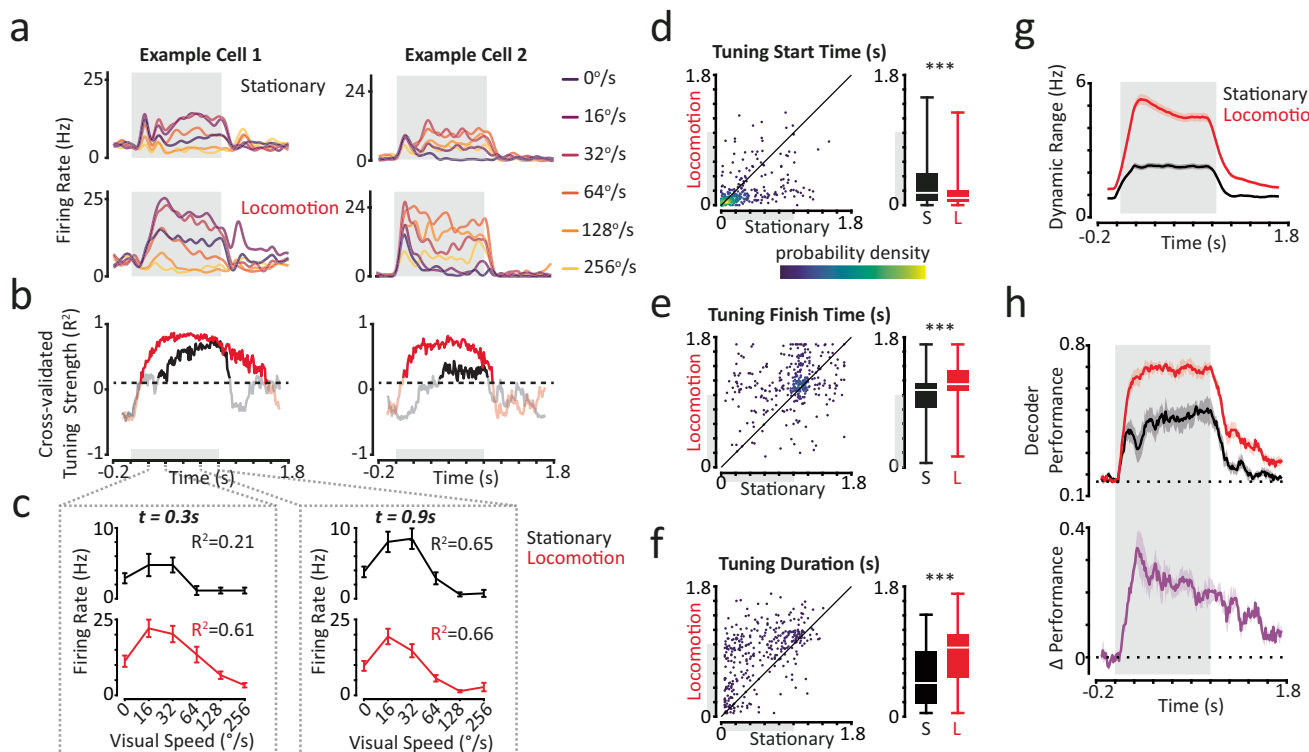 a
Example Cell 1
Example Cell 2
Stationary
Locomotion
Firing Rate (Hz)
25
0
25
0
24
0
24
0
0°/s
16°/s
32°/s
64°/s
128°/s
256°/s
b
Cross-validated
Tuning Strength (R²)
1
0
-1
-0.2
Time (s)
1.8
1
0
-1
-0.2
Time (s)
1.8
c
t = 0.3s
t = 0.9s
Stationary
Locomotion
Firing Rate (Hz)
10
0
R²=0.21
10
0
R²=0.65
Firing Rate (Hz)
25
0
R²=0.61
25
0
R²=0.66
0 16 32 64 128 256
0 16 32 64 128 256
Visual Speed (°/s)
Visual Speed (°/s)
d
Tuning Start Time (s)
1.8
Locomotion
0
0
Stationary
1.8
1.8
0
***
S L
probability density
e
Tuning Finish Time (s)
1.8
Locomotion
0
0
Stationary
1.8
1.8
0
***
S L
f
Tuning Duration (s)
1.8
Locomotion
0
0
Stationary
1.8
1.8
0
***
S L
g
Dynamic Range (Hz)
6
0
Stationary
Locomotio
-0.2
Time (s)
1.8
h
Decoder
Performance
0.8
0.1
Δ Performance
0.4
0
-0.2
Time (s)
1.8